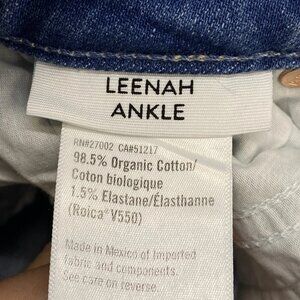 LEENAH
ANKLE
RN#27002 CA#51217
98.5% Organic Cotton/
Coton biologique
1.5% Elastane/Élasthanne
(Roica® V550)
Made in Mexico of imported
fabric and components.
See care on reverse.